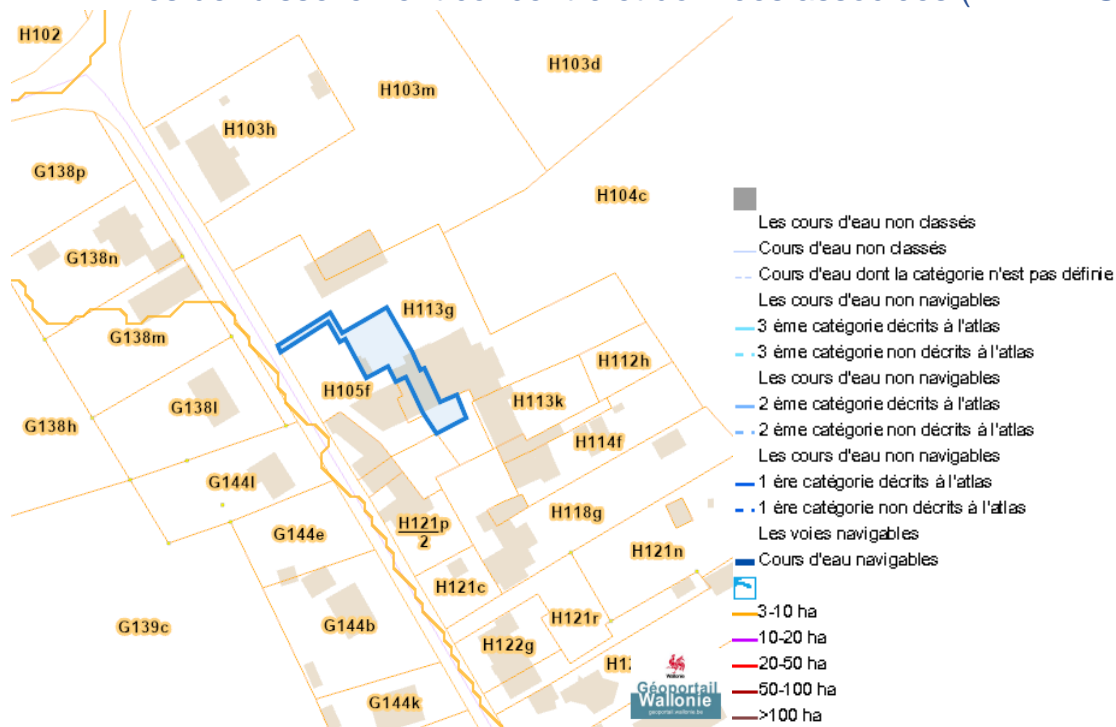 H102
H103d
H103m
H103h
G138p
H104c
G138n
H113g
G138m
H112h
H105f
H113k
G138l
H114f
G138h
G144l
H118g
H121p
2
G144e
H121n
H121c
H121r
G139c
G144b
H122g
G144k
Les cours d'eau non classés
Cours d'eau non classés
Cours d'eau dont la catégorie n'est pas définie
Les cours d'eau non navigables
3 ème catégorie décrits à l'atlas
3 ème catégorie non décrits à l'atlas
Les cours d'eau non navigables
2 ème catégorie décrits à l'atlas
2 ème catégorie non décrits à l'atlas
Les cours d'eau non navigables
1 ère catégorie décrits à l'atlas
1 ère catégorie non décrits à l'atlas
Les voies navigables
Cours d'eau navigables
3-10 ha
10-20 ha
20-50 ha
50-100 ha
>100 ha
Wallonie
Géoportail
Wallonie
geoportail.wallonie.be